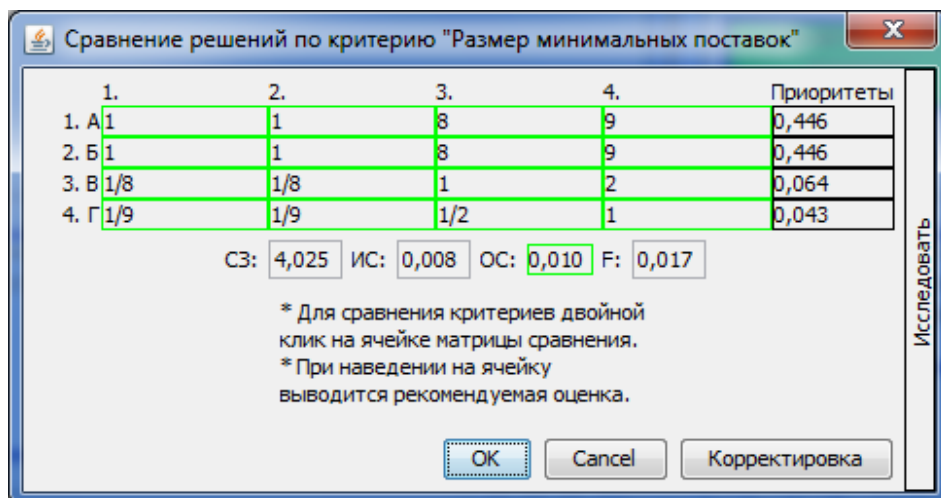 Сравнение решений по критерию "Размер минимальных поставок"
1. 2. 3. 4. Приоритеты
1. А 1 1 8 9 0,446
2. Б 1 1 8 9 0,446
3. В 1/8 1/8 1 2 0,064
4. Г 1/9 1/9 1/2 1 0,043
СЗ: 4,025 ИС: 0,008 ОС: 0,010 F: 0,017
* Для сравнения критериев двойной
клик на ячейке матрицы сравнения.
* При наведении на ячейку
выводится рекомендуемая оценка.
OK Cancel Корректировка
Исследовать